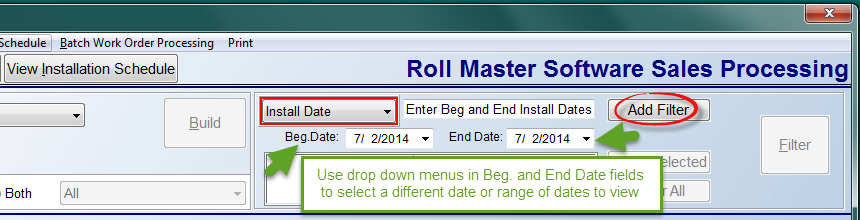 Schedule Batch Work Order Processing Print
View Installation Schedule
Roll Master Software Sales Processing
Build
Install Date
Enter Beg and End Install Dates
Add Filter
Beg.Date: 7/ 2/2014 End Date: 7/ 2/2014
Filter
Use drop down menus in Beg. and End Date fields
to select a different date or range of dates to view
Both
All
All